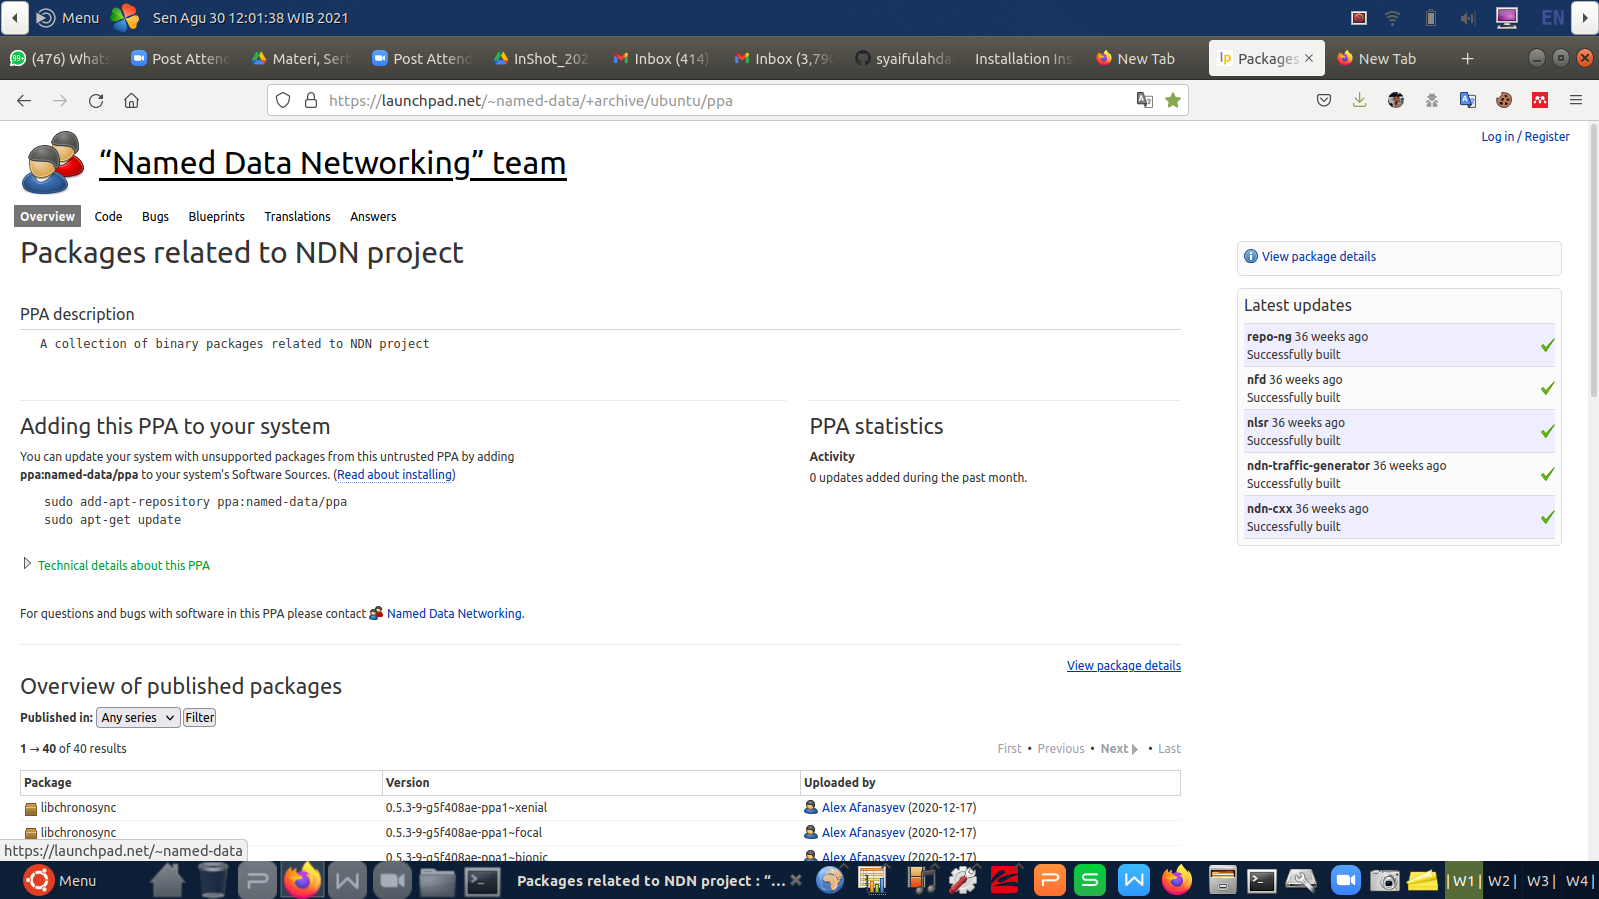 Menu
Sen Agu 30 12:01:38 WIB 2021
EN
(476) Whats
Post Attend
Materi, Sert
Post Attend
InShot_202
Inbox (414)
Inbox (3,790
syaifulahda
Installation Ins
New Tab
Packages
New Tab
https://launchpad.net/~named-data/+archive/ubuntu/ppa
Log in / Register
“Named Data Networking” team
Overview
Code
Bugs
Blueprints
Translations
Answers
Packages related to NDN project
View package details
PPA description
A collection of binary packages related to NDN project
Latest updates
repo-ng 36 weeks ago
Successfully built
nfd 36 weeks ago
Successfully built
nlsr 36 weeks ago
Successfully built
ndn-traffic-generator 36 weeks ago
Successfully built
ndn-cxx 36 weeks ago
Successfully built
Adding this PPA to your system
You can update your system with unsupported packages from this untrusted PPA by adding
ppa:named-data/ppa to your system's Software Sources. (Read about installing)
sudo add-apt-repository ppa:named-data/ppa
sudo apt-get update
Technical details about this PPA
For questions and bugs with software in this PPA please contact Named Data Networking.
PPA statistics
Activity
0 updates added during the past month.
View package details
Overview of published packages
Published in: Any series Filter
1 → 40 of 40 results
First • Previous • Next • Last
Package Version Uploaded by
libchronosync 0.5.3-9-g5f408ae-ppa1~xenial Alex Afanasyev (2020-12-17)
libchronosync 0.5.3-9-g5f408ae-ppa1~focal Alex Afanasyev (2020-12-17)
0.5.3-9-g5f408ae-ppa1~bionic Alex Afanasyev (2020-12-17)
https://launchpad.net/~named-data
Menu
Packages related to NDN project : “...
| W1 | W2 | W3 | W4 |